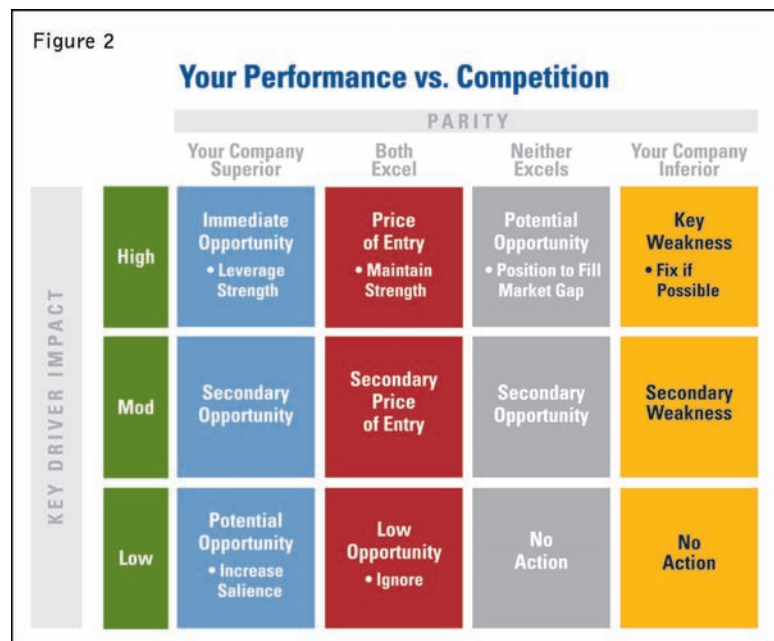 Figure 2
Your Performance vs. Competition
PARITY
Your Company
Superior
Both
Excel
Neither
Excels
Your Company
Inferior
KEY DRIVER IMPACT
High
Immediate
Opportunity
• Leverage
Strength
Price
of Entry
• Maintain
Strength
Potential
Opportunity
• Position to Fill
Market Gap
Key
Weakness
• Fix if
Possible
Mod
Secondary
Opportunity
Secondary
Price
of Entry
Secondary
Opportunity
Secondary
Weakness
Low
Potential
Opportunity
• Increase
Salience
Low
Opportunity
• Ignore
No
Action
No
Action